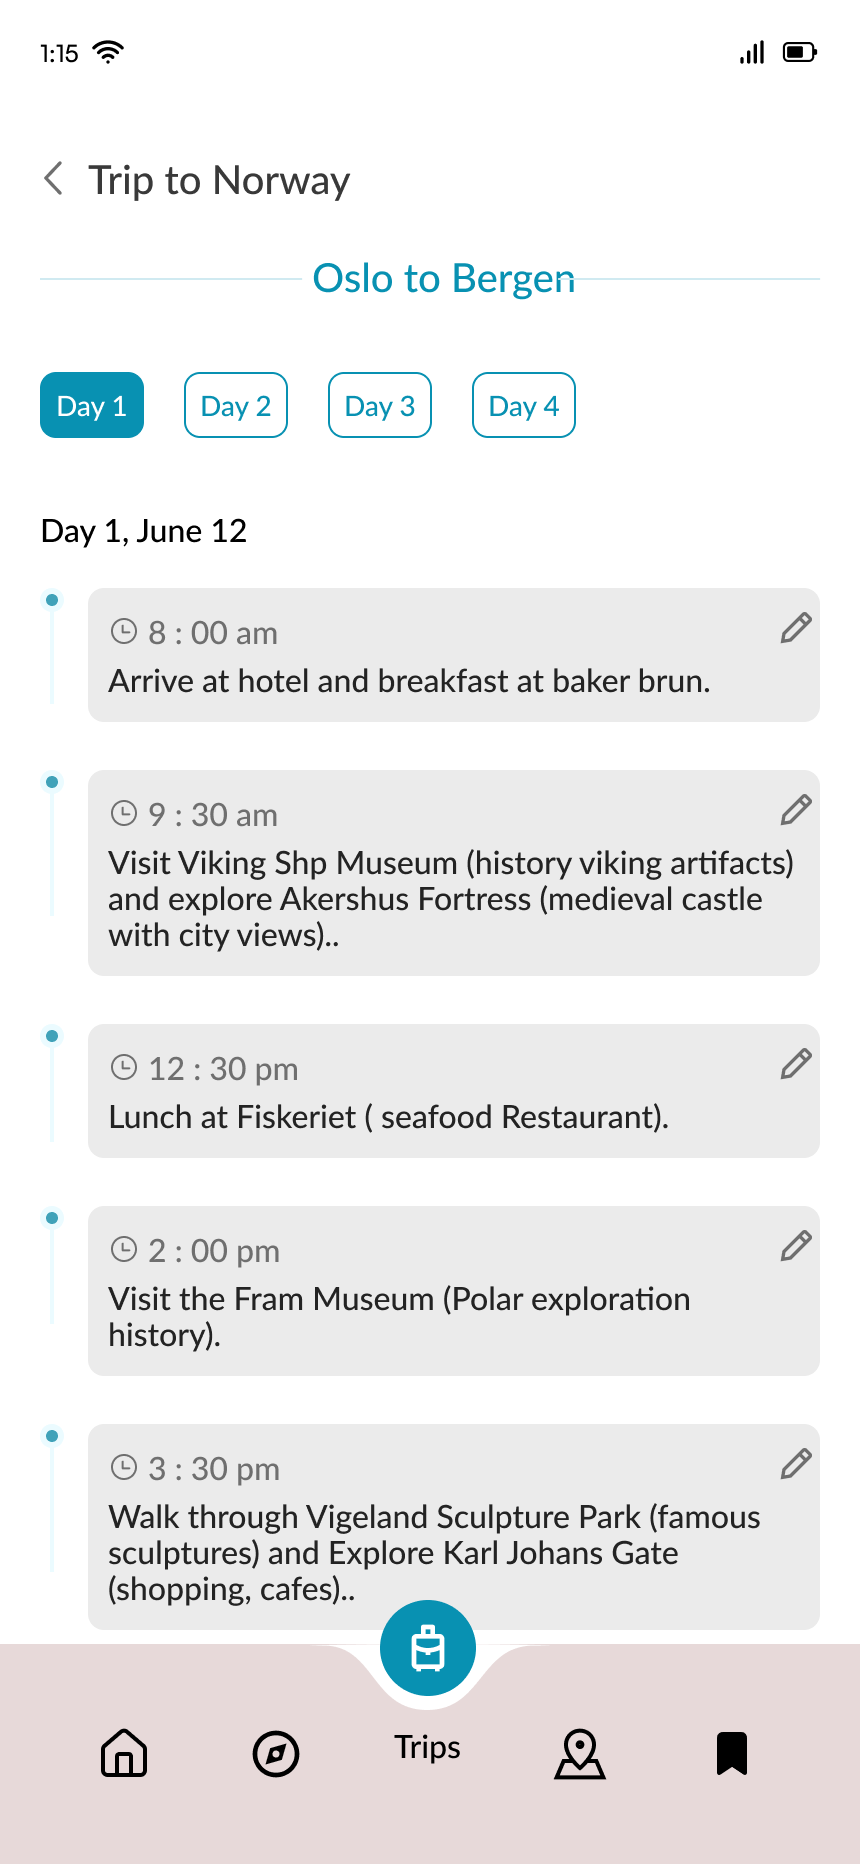 1:15
Trip to Norway
Oslo to Bergen
Day 1
Day 2
Day 3
Day 4
Day 1, June 12
8 : 00 am
Arrive at hotel and breakfast at baker brun.
9 : 30 am
Visit Viking Shp Museum (history viking artifacts)
and explore Akershus Fortress (medieval castle
with city views)..
12 : 30 pm
Lunch at Fiskeriet ( seafood Restaurant).
2 : 00 pm
Visit the Fram Museum (Polar exploration
history).
3 : 30 pm
Walk through Vigeland Sculpture Park (famous
sculptures) and Explore Karl Johans Gate
(shopping, cafes)..
Trips